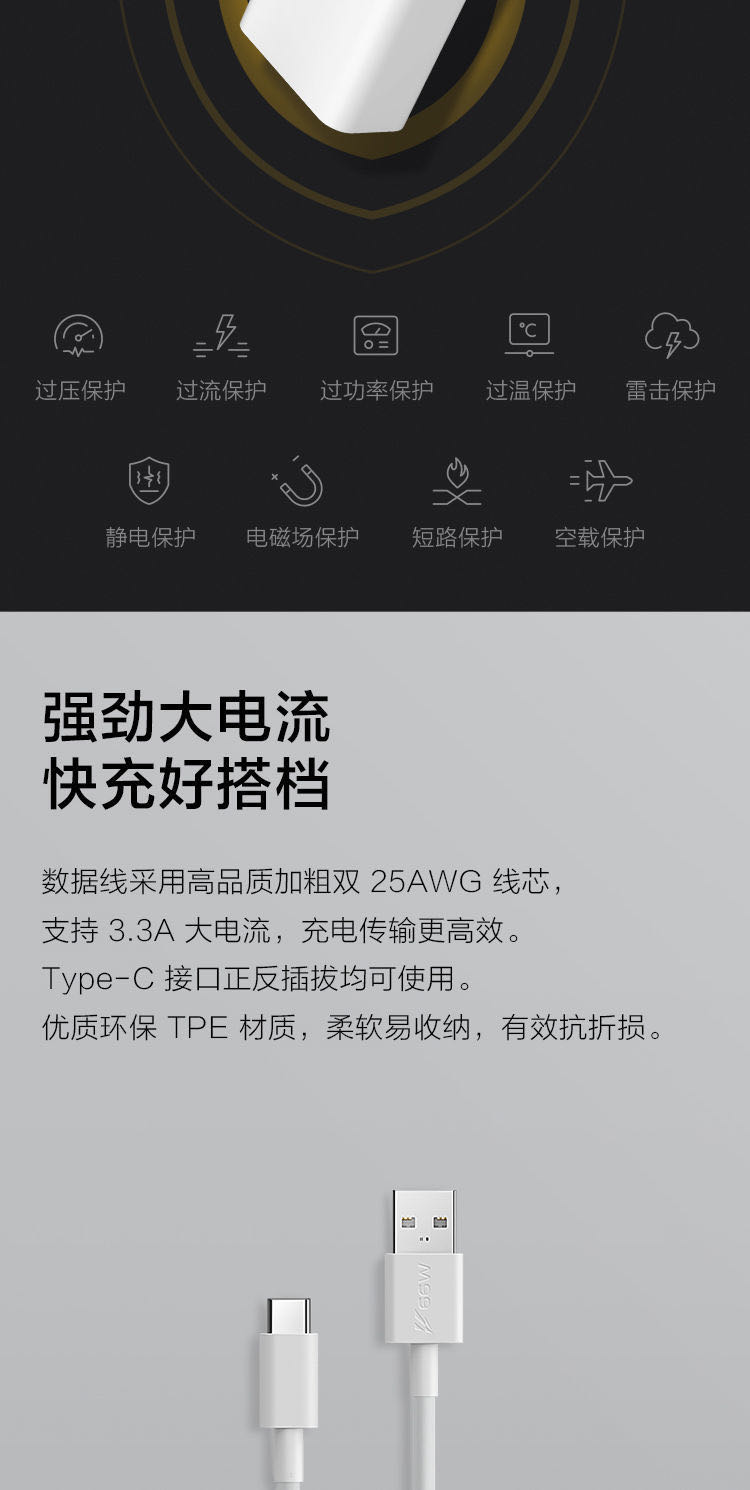 ℃
过压保护 过流保护 过功率保护 过温保护 雷击保护
静电保护 电磁场保护 短路保护 空载保护
强劲大电流
快充好搭档
数据线采用高品质加粗双 25AWG 线芯，
支持 3.3A 大电流，充电传输更高效。
Type-C 接口正反插拔均可使用。
优质环保 TPE 材质，柔软易收纳，有效抗折损。
66W